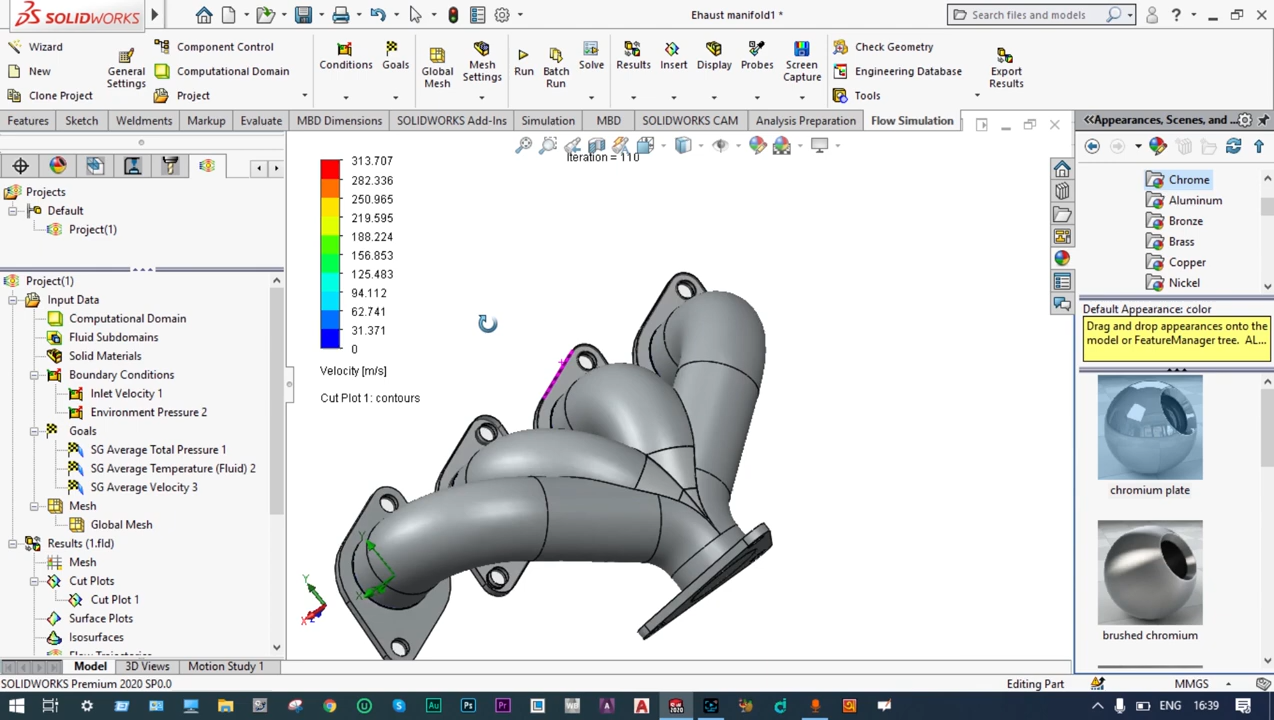 SOLIDWORKS
Ehaust manifold1 *
Search files and models
Wizard
New
Clone Project
General Settings
Component Control
Computational Domain
Project
Conditions
Goals
Global Mesh
Mesh Settings
Run
Batch Run
Solve
Results
Insert
Display
Probes
Screen Capture
Check Geometry
Engineering Database
Tools
Export Results
Features
Sketch
Weldments
Markup
Evaluate
MBD Dimensions
SOLIDWORKS Add-Ins
Simulation
MBD
SOLIDWORKS CAM
Analysis Preparation
Flow Simulation
Projects
Default
Project(1)
Project(1)
Input Data
Computational Domain
Fluid Subdomains
Solid Materials
Boundary Conditions
Inlet Velocity 1
Environment Pressure 2
Goals
SG Average Total Pressure 1
SG Average Temperature (Fluid) 2
SG Average Velocity 3
Mesh
Global Mesh
Results (1.fld)
Mesh
Cut Plots
Cut Plot 1
Surface Plots
Isosurfaces
Iteration = 110
313.707
282.336
250.965
219.595
188.224
156.853
125.483
94.112
62.741
31.371
0
Velocity [m/s]
Cut Plot 1: contours
Y
X
Y
X
Z
Appearances, Scenes, and ...
Chrome
Aluminum
Bronze
Brass
Copper
Nickel
Default Appearance: color
Drag and drop appearances onto the
model or FeatureManager tree. AL...
chromium plate
brushed chromium
Model
3D Views
Motion Study 1
SOLIDWORKS Premium 2020 SP0.0
Editing Part
MMGS
ENG
16:39